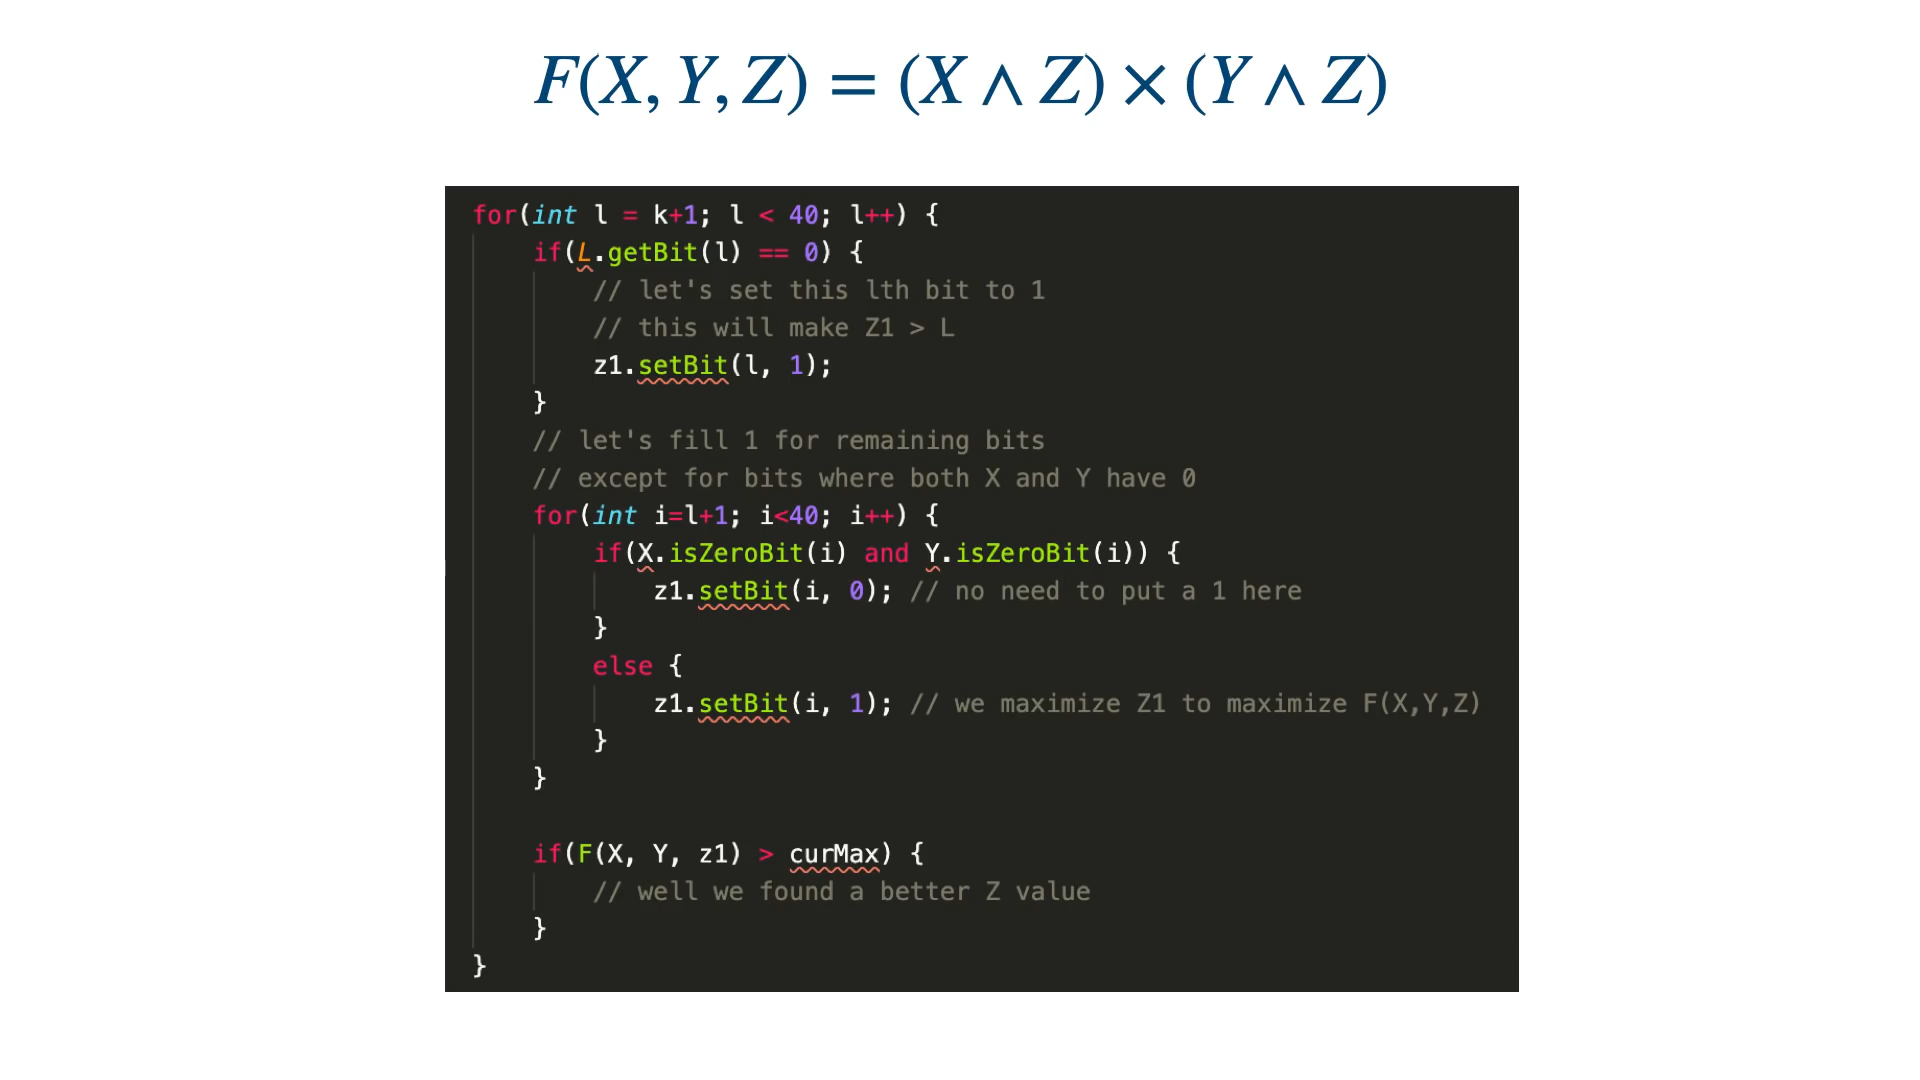 F(X, Y, Z) = (X ∧ Z) × (Y ∧ Z)
for(int l = k+1; l < 40; l++) {
    if(L.getBit(l) == 0) {
        // let's set this lth bit to 1
        // this will make Z1 > L
        z1.setBit(l, 1);
    }
    // let's fill 1 for remaining bits
    // except for bits where both X and Y have 0
    for(int i=l+1; i<40; i++) {
        if(X.isZeroBit(i) and Y.isZeroBit(i)) {
            z1.setBit(i, 0); // no need to put a 1 here
        }
        else {
            z1.setBit(i, 1); // we maximize Z1 to maximize F(X,Y,Z)
        }
    }
    if(F(X, Y, z1) > curMax) {
        // well we found a better Z value
    }
}